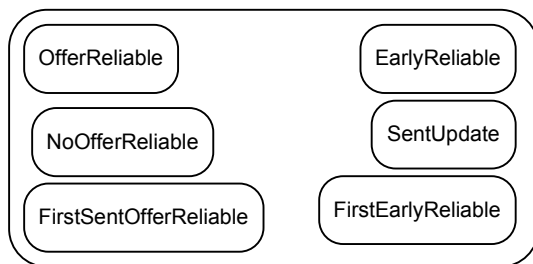 OfferReliable
EarlyReliable
NoOfferReliable
SentUpdate
FirstSentOfferReliable
FirstEarlyReliable